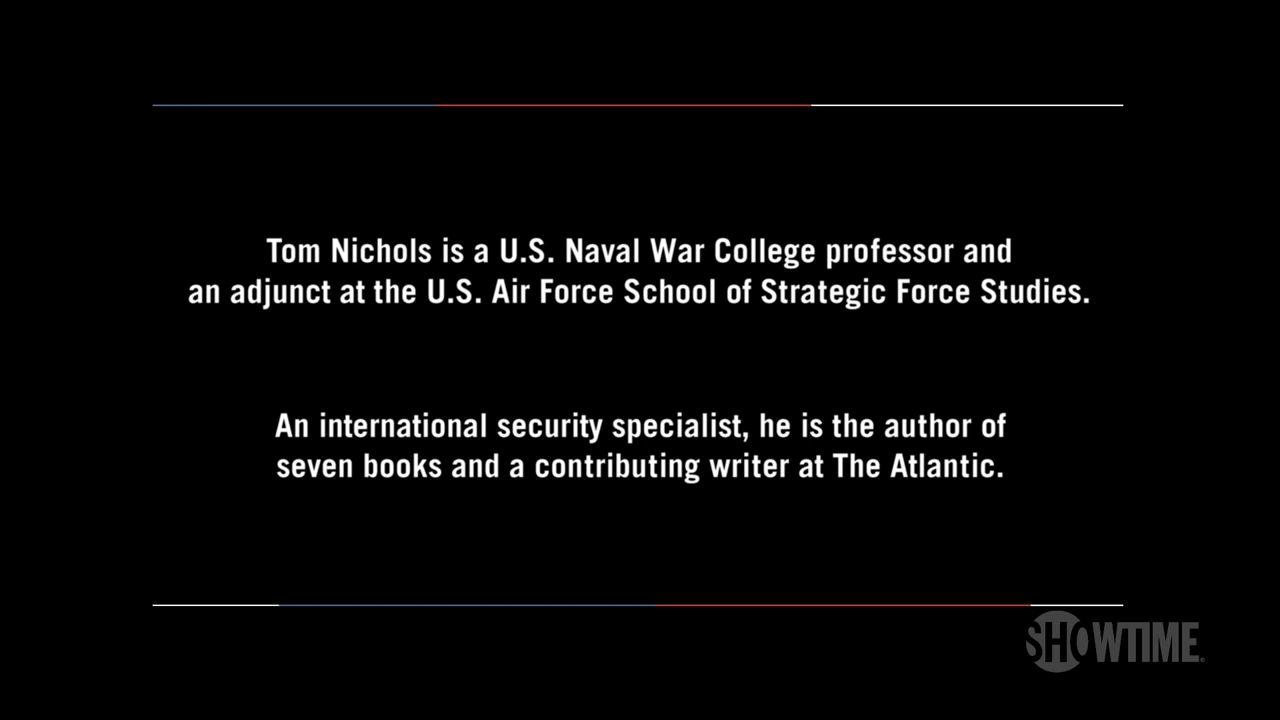 Tom Nichols is a U.S. Naval War College professor and
an adjunct at the U.S. Air Force School of Strategic Force Studies.
An international security specialist, he is the author of
seven books and a contributing writer at The Atlantic.
SHOWTIME